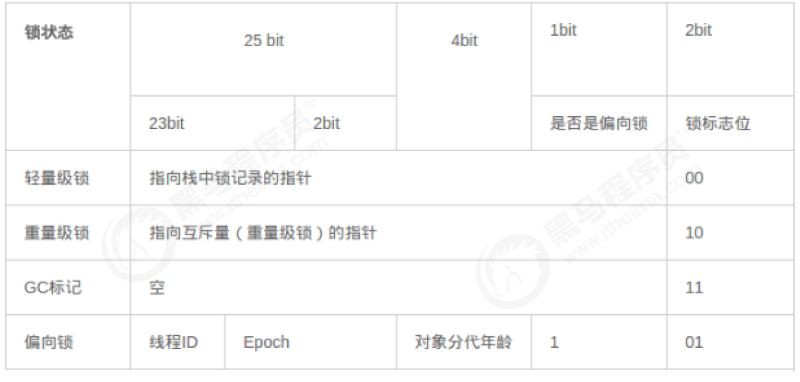 锁状态 25 bit 4bit 1bit 2bit
23bit 2bit 是否是偏向锁 锁标志位
轻量级锁 指向栈中锁记录的指针 00
重量级锁 指向互斥量（重量级锁）的指针 10
GC标记 空 11
偏向锁 线程ID Epoch 对象分代年龄 1 01
黑马程序员™
www.itheima.com
黑马程序员™
www.itheima.com